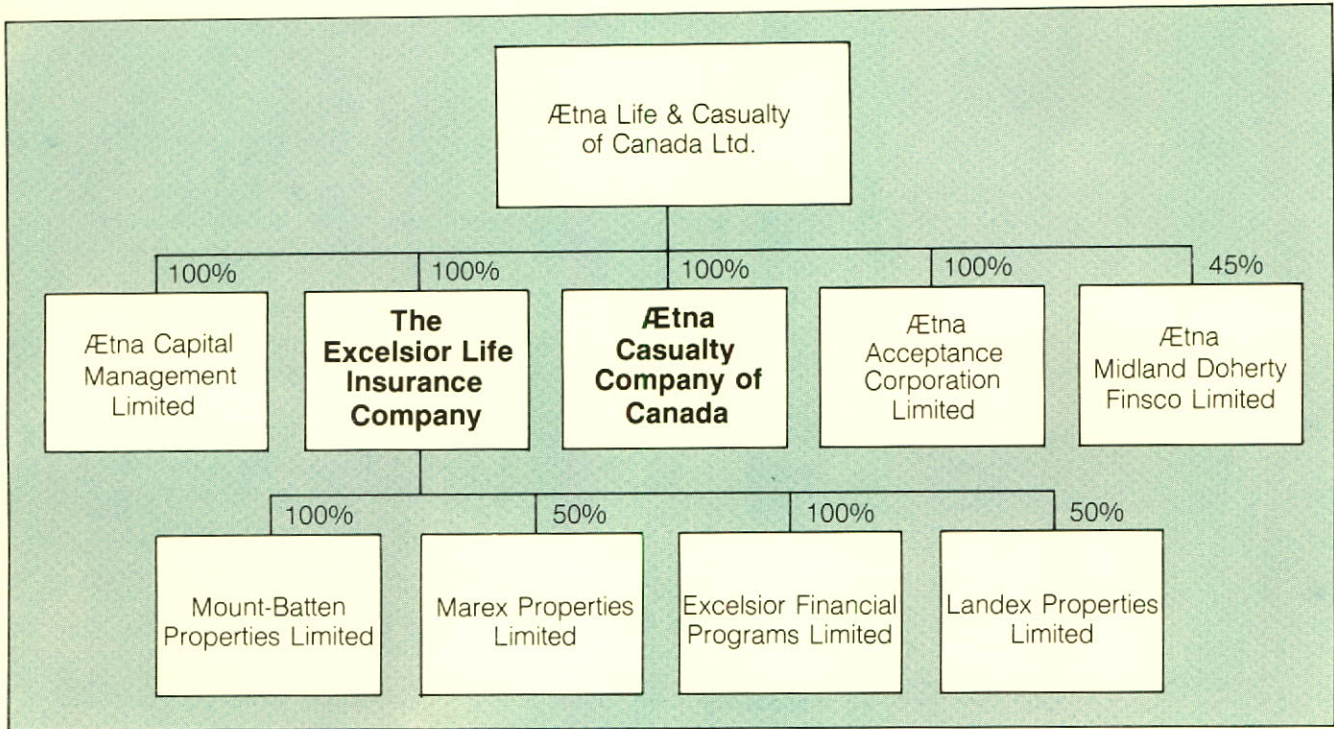 Ætna Life & Casualty
of Canada Ltd.
100%
100%
100%
100%
45%
Ætna Capital
Management
Limited
The
Excelsior Life
Insurance
Company
Ætna
Casualty
Company of
Canada
Ætna
Acceptance
Corporation
Limited
Ætna
Midland Doherty
Finsco Limited
100%
50%
100%
50%
Mount-Batten
Properties Limited
Marex Properties
Limited
Excelsior Financial
Programs Limited
Landex Properties
Limited